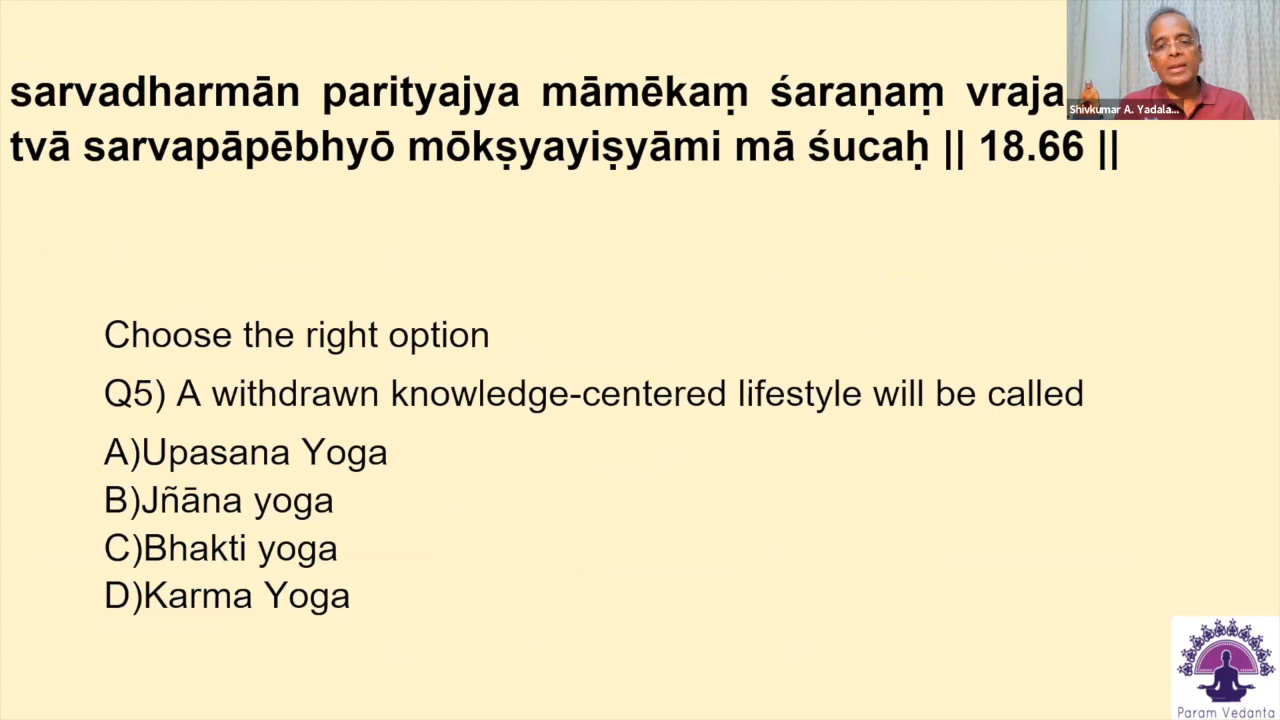 sarvadharmān parityajya māmēkaṃ śaraṇaṃ vraja
tvā sarvapāpēbhyō mōkṣyayiṣyāmi mā śucaḥ || 18.66 ||
Shivkumar A. Yadala...
Choose the right option
Q5) A withdrawn knowledge-centered lifestyle will be called
A)Upasana Yoga
B)Jñāna yoga
C)Bhakti yoga
D)Karma Yoga
Param Vedanta